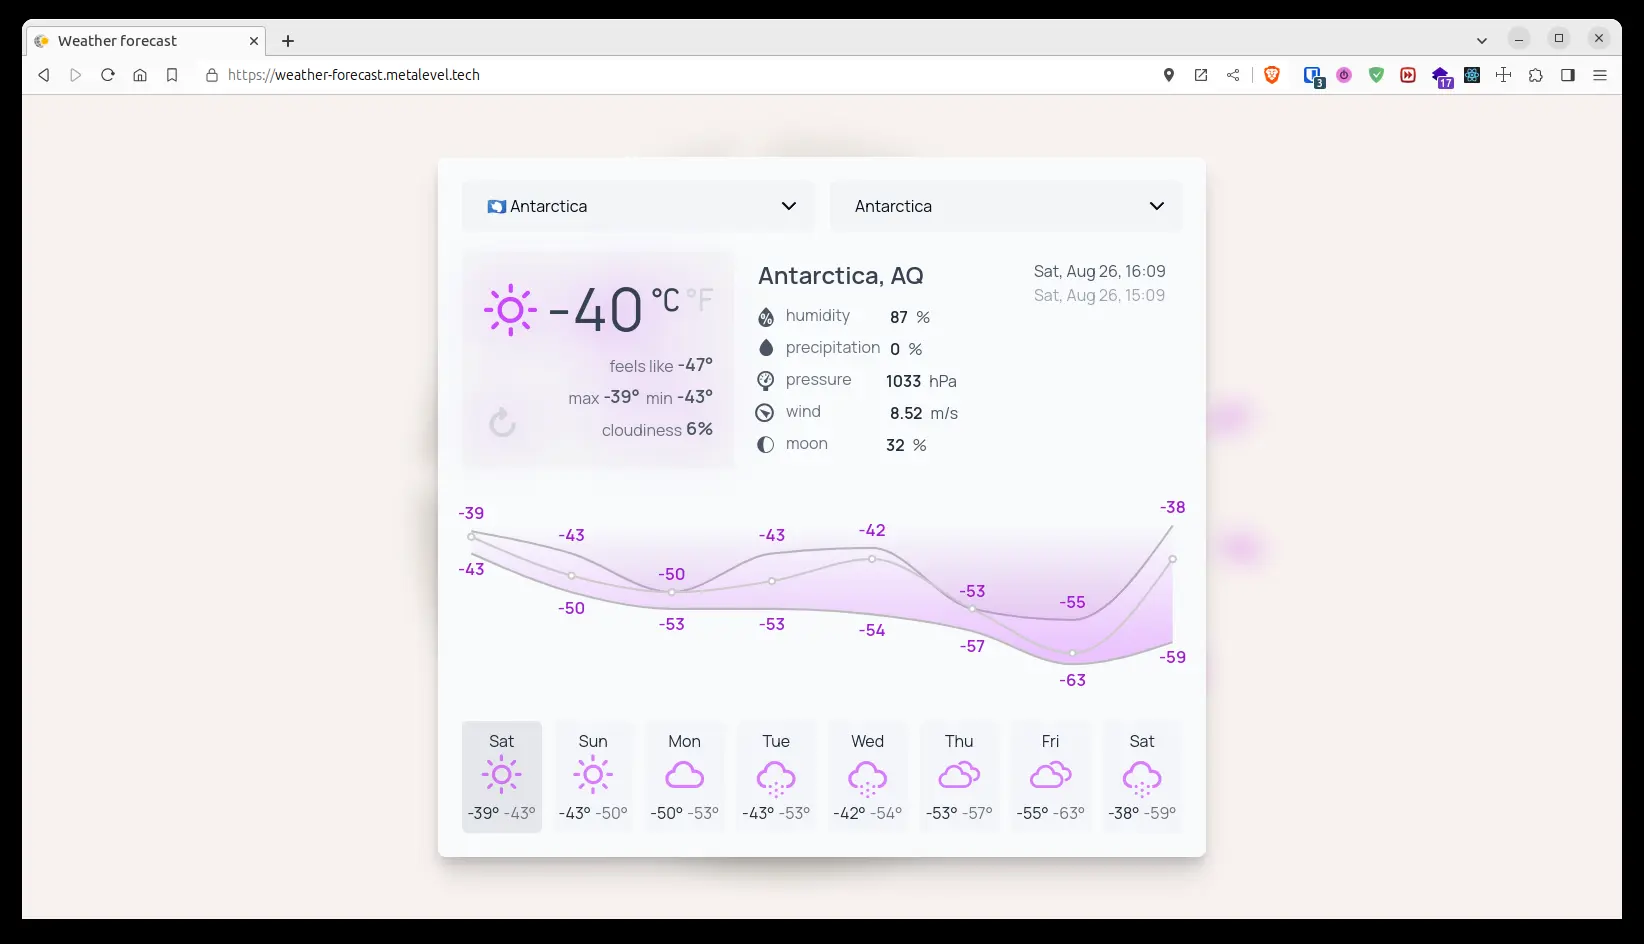 Weather forecast
https://weather-forecast.metalevel.tech
3
17
Antarctica
Antarctica
-40 °C °F
feels like -47°
max -39° min -43°
cloudiness 6%
Antarctica, AQ
humidity 87 %
precipitation 0 %
pressure 1033 hPa
wind 8.52 m/s
moon 32 %
Sat, Aug 26, 16:09
Sat, Aug 26, 15:09
-39 -43 -50 -43 -42 -53 -55 -38
-43 -50 -53 -53 -54 -57 -63 -59
Sat Sun Mon Tue Wed Thu Fri Sat
-39° -43° -43° -50° -50° -53° -43° -53° -42° -54° -53° -57° -55° -63° -38° -59°